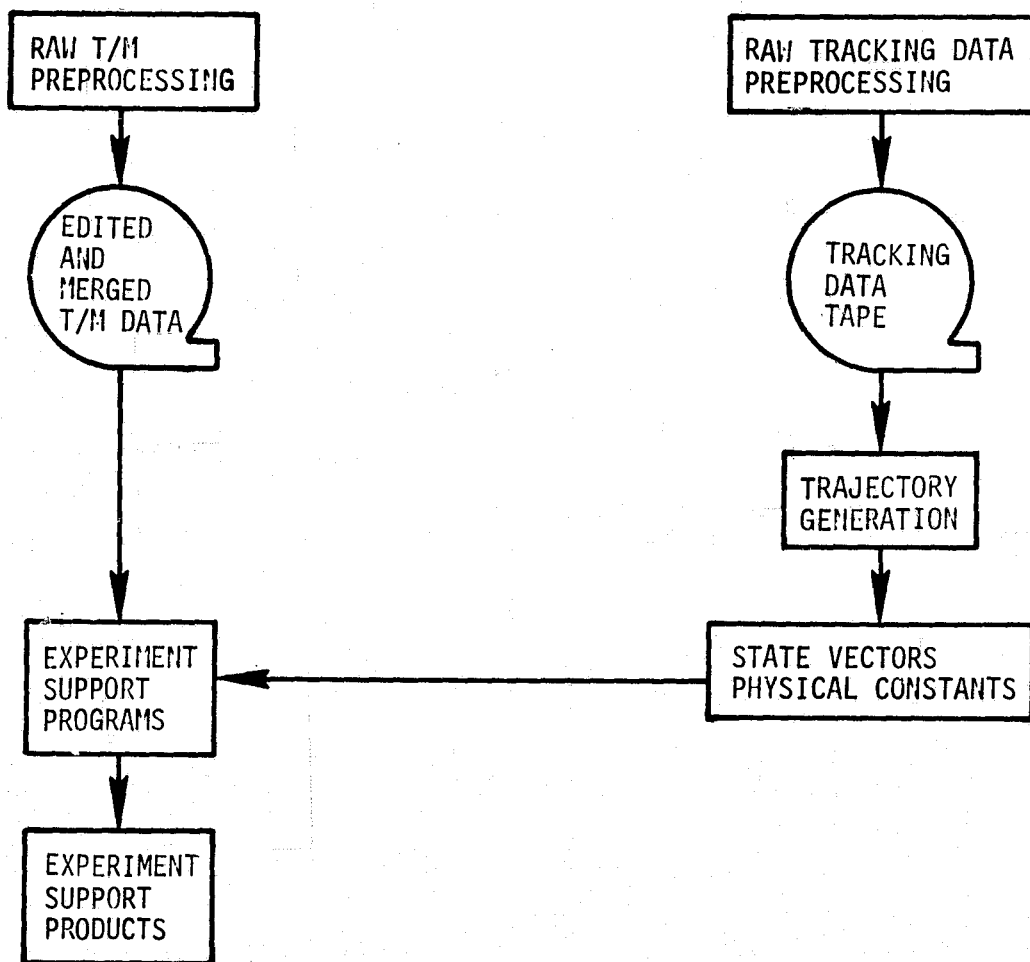 RAW T/M
PREPROCESSING
RAW TRACKING DATA
PREPROCESSING
EDITED
AND
MERGED
T/M DATA
TRACKING
DATA
TAPE
TRAJECTORY
GENERATION
EXPERIMENT
SUPPORT
PROGRAMS
STATE VECTORS
PHYSICAL CONSTANTS
EXPERIMENT
SUPPORT
PRODUCTS